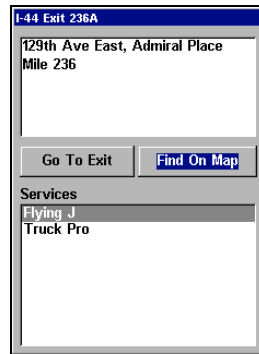 I-44 Exit 236A
129th Ave East, Admiral Place
Mile 236
Go To Exit
Find On Map
Services
Flying J
Truck Pro